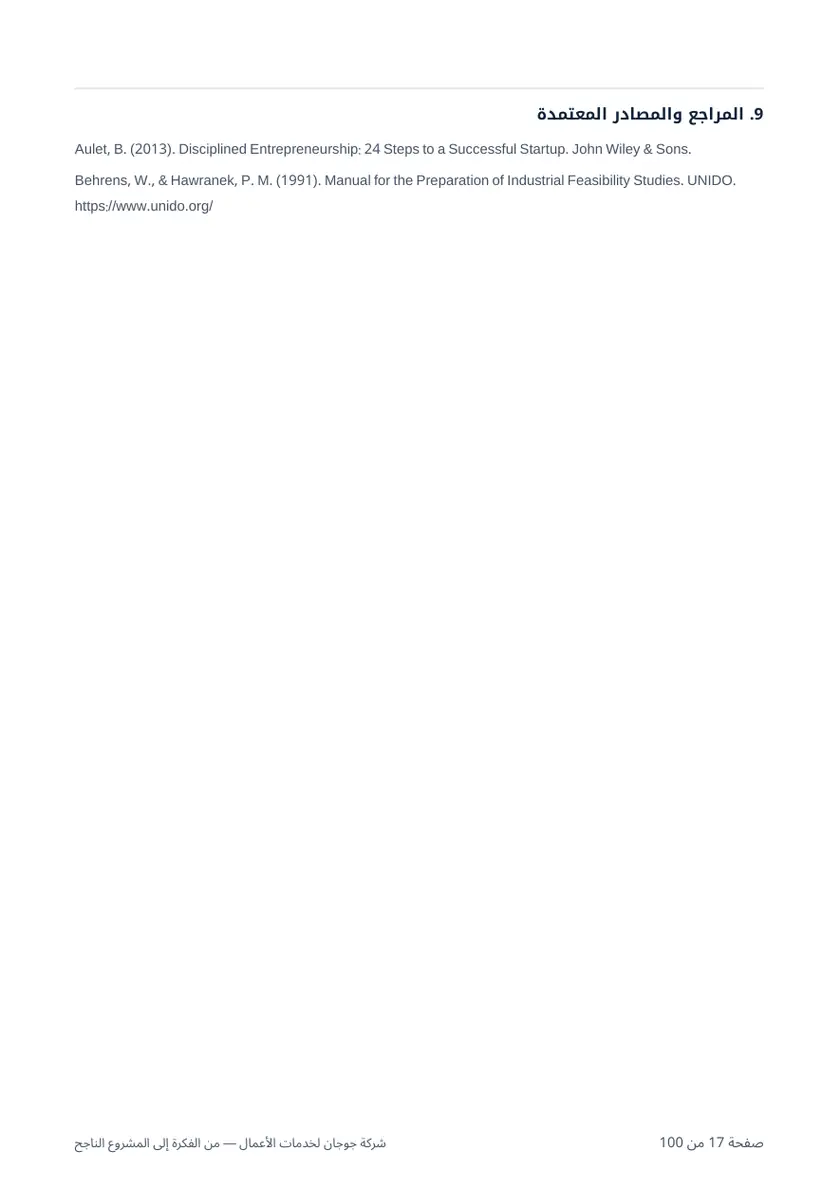 9. المراجع والمصادر المعتمدة
Aulet, B. (2013). Disciplined Entrepreneurship: 24 Steps to a Successful Startup. John Wiley & Sons.
Behrens, W., & Hawranek, P. M. (1991). Manual for the Preparation of Industrial Feasibility Studies. UNIDO.
https://www.unido.org/
صفحة 17 من 100
شركة جوجان لخدمات الأعمال — من الفكرة إلى المشروع الناجح